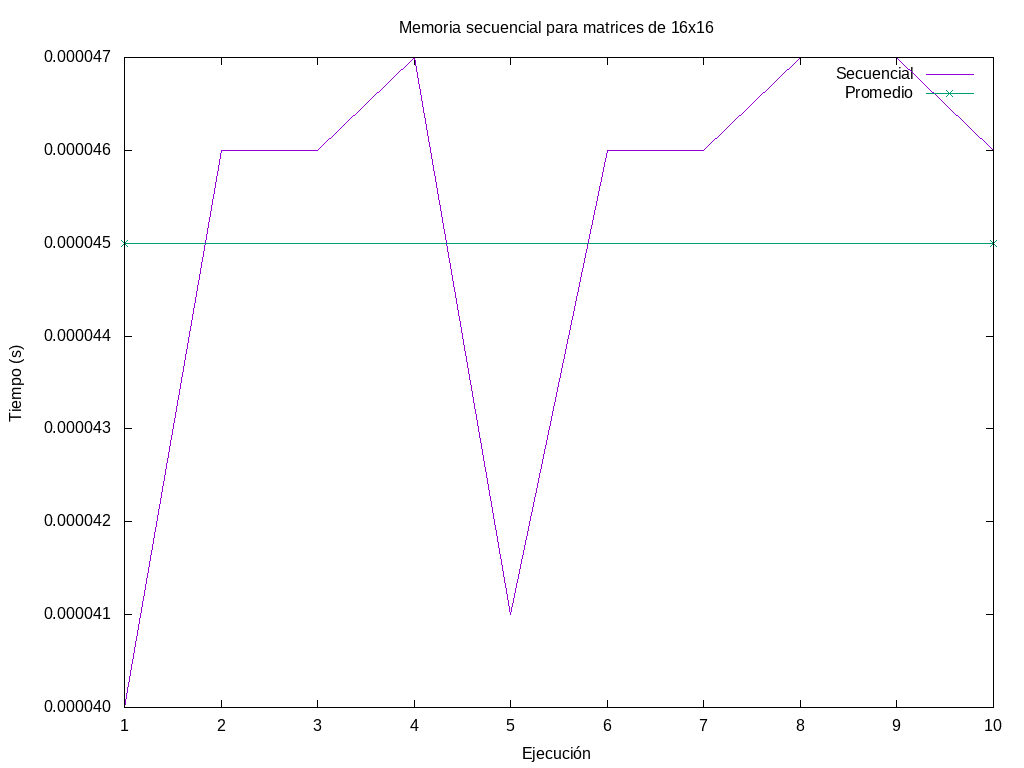 Memoria secuencial para matrices de 16x16
0.000047
Secuencial
Promedio
0.000046
0.000045
0.000044
0.000043
0.000042
0.000041
0.000040
Tiempo (s)
1 2 3 4 5 6 7 8 9 10
Ejecución